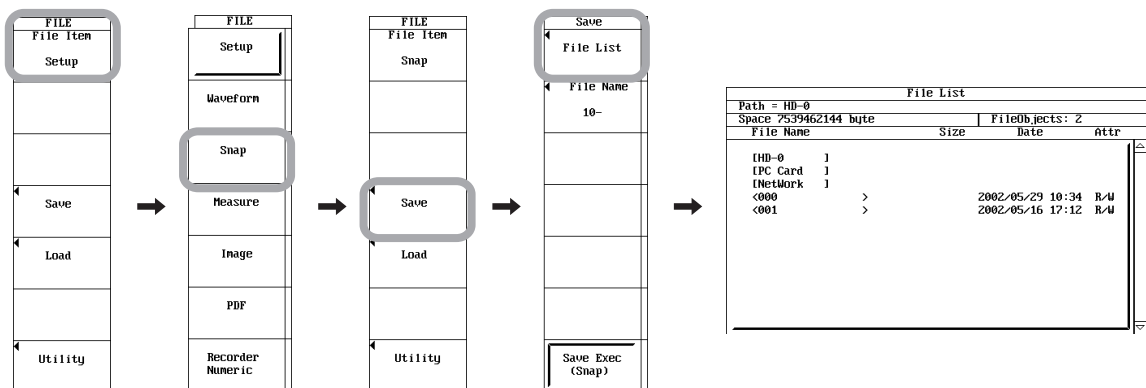 FILE
File Item
Setup
Save
Load
Utility
FILE
Setup
Waveform
Snap
Measure
Image
PDF
Recorder
Numeric
FILE
File Item
Snap
Save
Load
Utility
Save
File List
File Name
10-
Save Exec
(Snap)
File List
Path = HD-0
Space 7539462144 byte FileObjects: 2
File Name Size Date Attr
[HD-0 ]
[PC Card ]
[NetWork ]
<000 > 2002/05/29 10:34 R/W
<001 > 2002/05/16 17:12 R/W